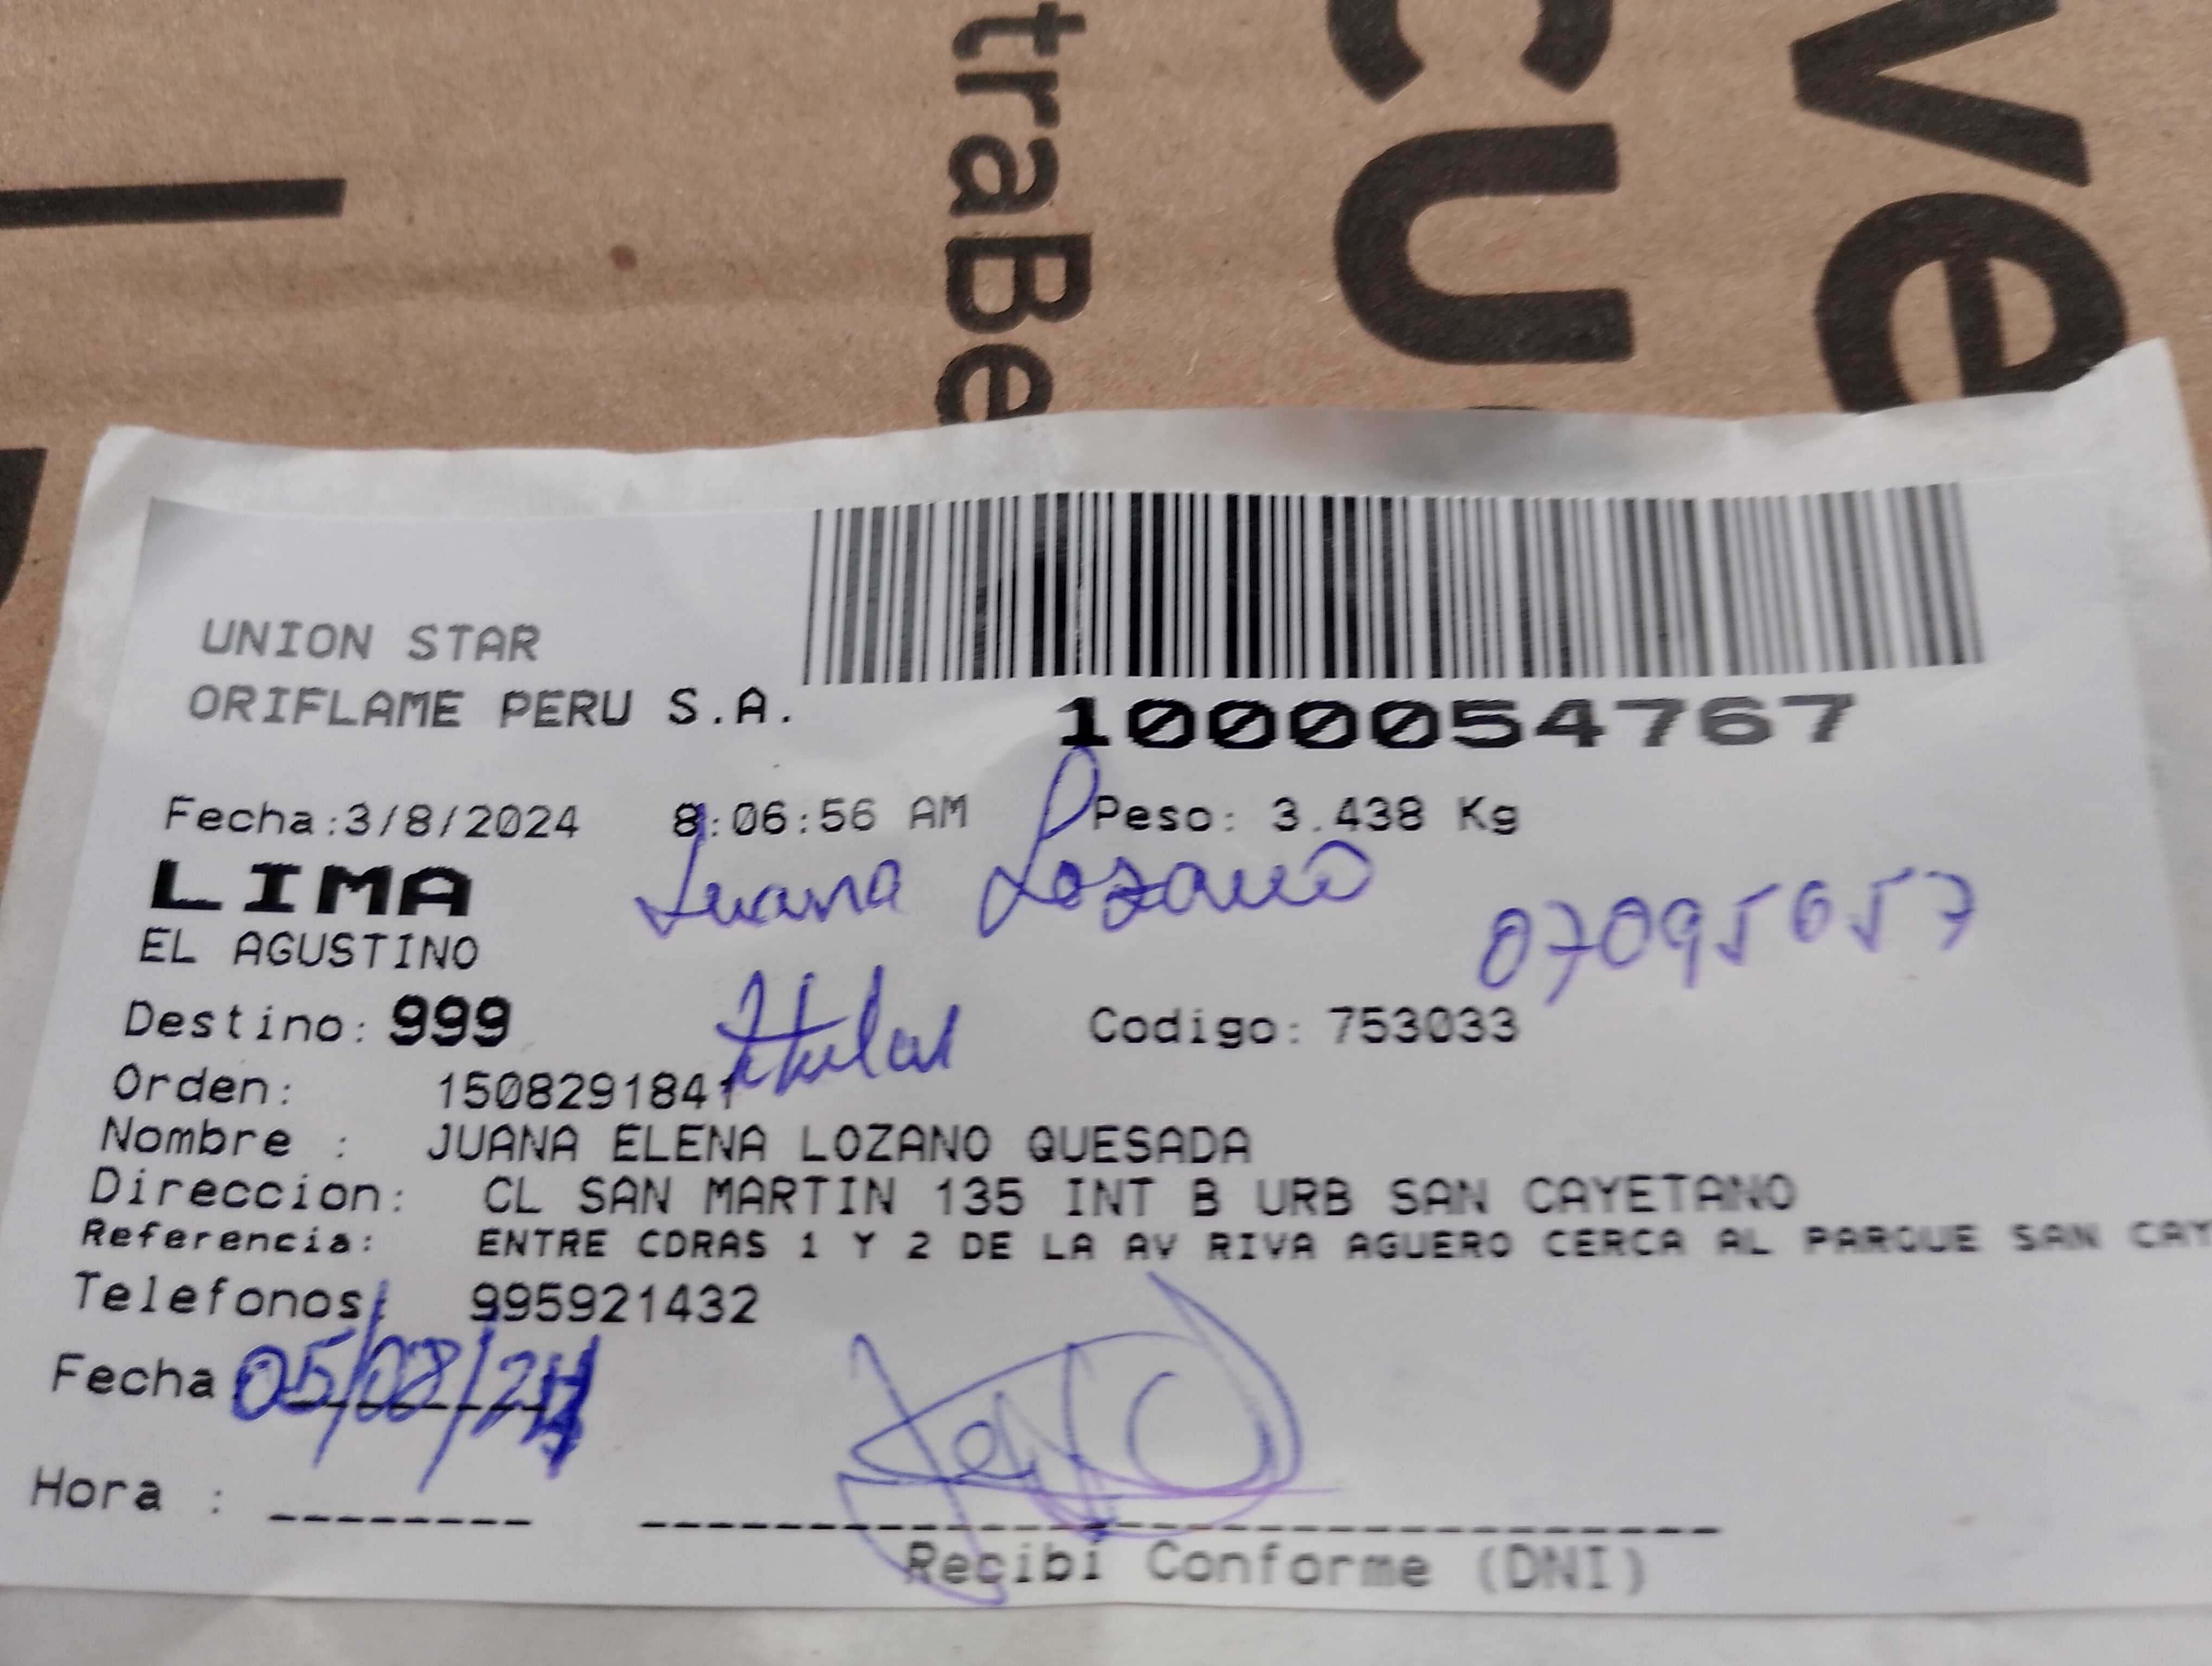 traBe
cu
ve
UNION STAR
ORIFLAME PERU S.A.
1000054767
Fecha:3/8/2024 8:06:56 AM Peso: 3.438 Kg
LIMA
Juana Lozano
07095657
EL AGUSTINO
Destino: 999
titular
Codigo: 753033
Orden: 1508291841
Nombre : JUANA ELENA LOZANO QUESADA
Direccion: CL SAN MARTIN 135 INT B URB SAN CAYETANO
Referencia: ENTRE CDRAS 1 Y 2 DE LA AV RIVA AGUERO CERCA AL PARQUE SAN CAY
Telefonos: 995921432
Fecha 05/08/24
Hora :
Recibi Conforme (DNI)